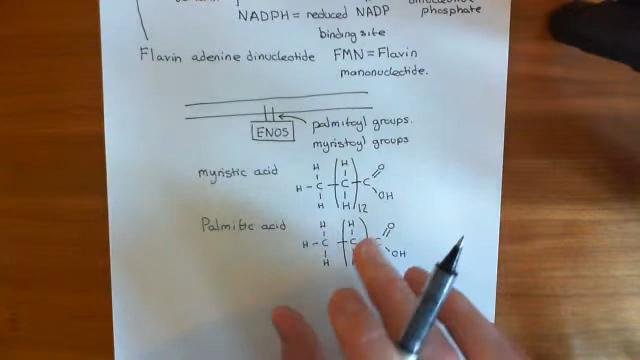 NADPH = reduced NADP phosphate
binding site
Flavin adenine dinucleotide FMN = Flavin
mononuclectide.
ENOS
palmitoyl groups.
myristoyl groups
myristic acid
H H O
H - C - C - C
H H OH
12
Palmitic acid
H H O
H - C C C
H OH